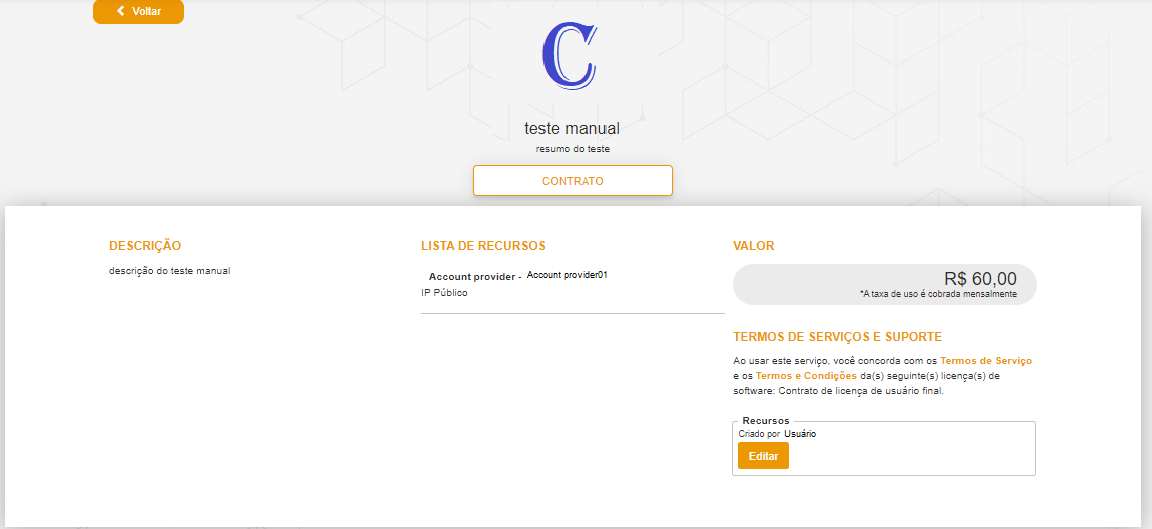 Voltar
C
teste manual
resumo do teste
CONTRATO
DESCRIÇÃO
descrição do teste manual
LISTA DE RECURSOS
Account provider - Account provider01
IP Público
VALOR
R$ 60,00
*A taxa de uso é cobrada mensalmente
TERMOS DE SERVIÇOS E SUPORTE
Ao usar este serviço, você concorda com os Termos de Serviço
e os Termos e Condições da(s) seguinte(s) licença(s) de
software: Contrato de licença de usuário final.
Recursos
Criado por Usuário
Editar